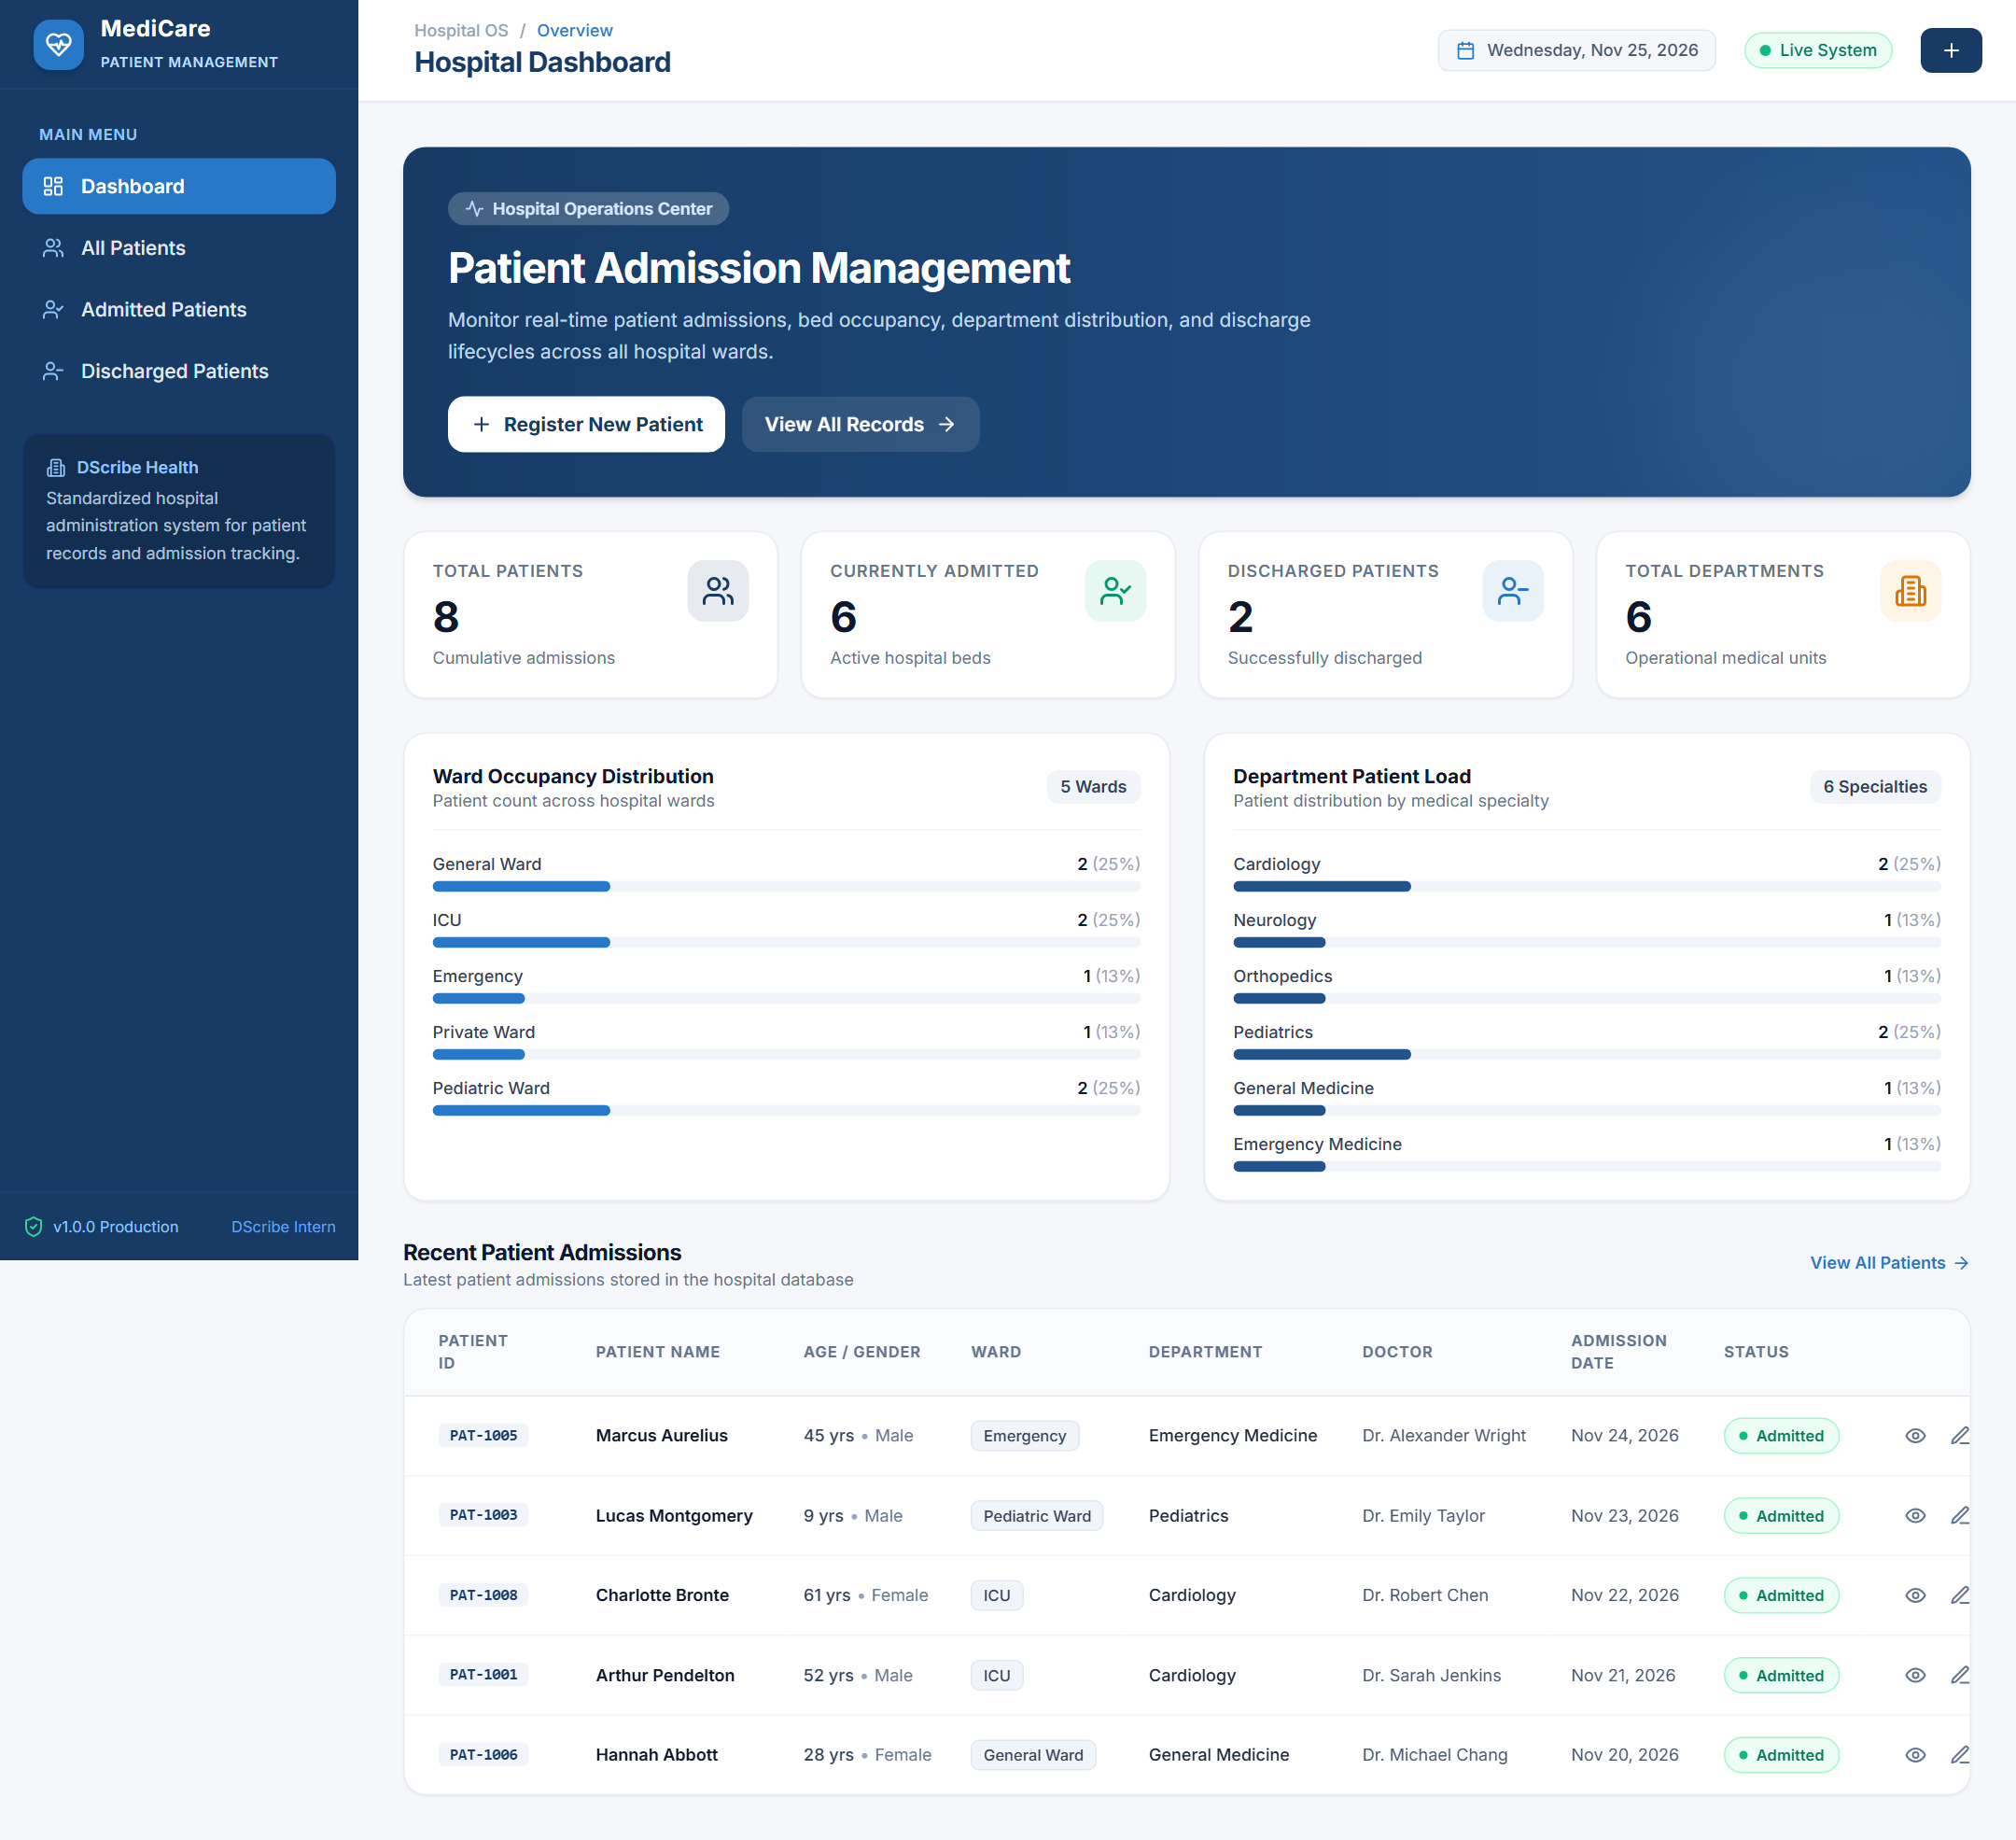 MediCare
PATIENT MANAGEMENT
MAIN MENU
Dashboard
All Patients
Admitted Patients
Discharged Patients
DScribe Health
Standardized hospital
administration system for patient
records and admission tracking.
v1.0.0 Production
DScribe Intern
Hospital OS / Overview
Hospital Dashboard
Wednesday, Nov 25, 2026
Live System
Hospital Operations Center
Patient Admission Management
Monitor real-time patient admissions, bed occupancy, department distribution, and discharge
lifecycles across all hospital wards.
Register New Patient
View All Records
TOTAL PATIENTS
8
Cumulative admissions
CURRENTLY ADMITTED
6
Active hospital beds
DISCHARGED PATIENTS
2
Successfully discharged
TOTAL DEPARTMENTS
6
Operational medical units
Ward Occupancy Distribution
Patient count across hospital wards
5 Wards
General Ward 2 (25%)
ICU 2 (25%)
Emergency 1 (13%)
Private Ward 1 (13%)
Pediatric Ward 2 (25%)
Department Patient Load
Patient distribution by medical specialty
6 Specialties
Cardiology 2 (25%)
Neurology 1 (13%)
Orthopedics 1 (13%)
Pediatrics 2 (25%)
General Medicine 1 (13%)
Emergency Medicine 1 (13%)
Recent Patient Admissions
Latest patient admissions stored in the hospital database
View All Patients
PATIENT ID PATIENT NAME AGE / GENDER WARD DEPARTMENT DOCTOR ADMISSION DATE STATUS
PAT-1005 Marcus Aurelius 45 yrs • Male Emergency Emergency Medicine Dr. Alexander Wright Nov 24, 2026 Admitted
PAT-1003 Lucas Montgomery 9 yrs • Male Pediatric Ward Pediatrics Dr. Emily Taylor Nov 23, 2026 Admitted
PAT-1008 Charlotte Bronte 61 yrs • Female ICU Cardiology Dr. Robert Chen Nov 22, 2026 Admitted
PAT-1001 Arthur Pendelton 52 yrs • Male ICU Cardiology Dr. Sarah Jenkins Nov 21, 2026 Admitted
PAT-1006 Hannah Abbott 28 yrs • Female General Ward General Medicine Dr. Michael Chang Nov 20, 2026 Admitted